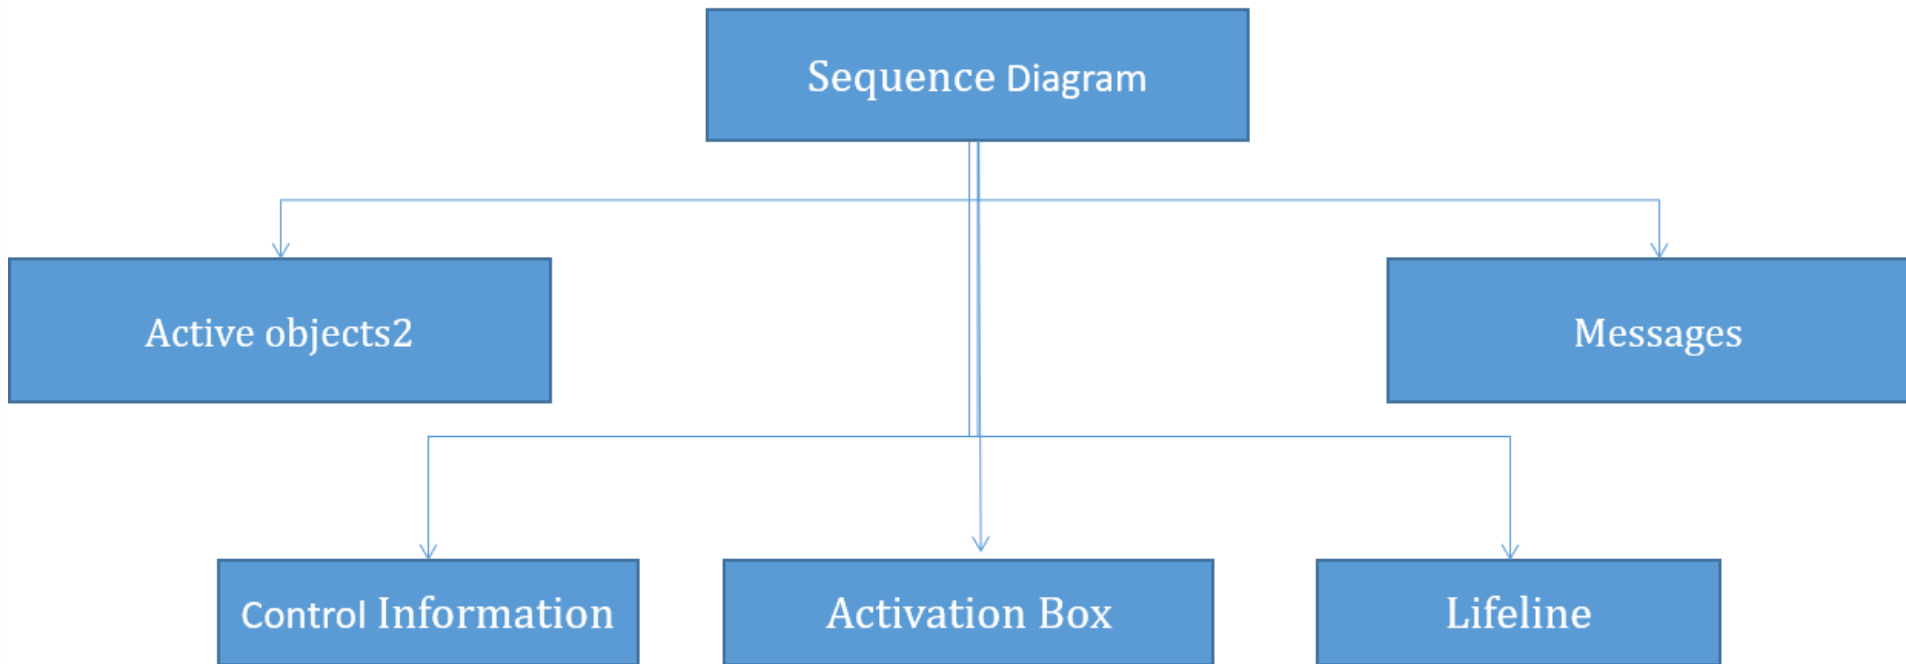 Sequence Diagram
Active objects2
Messages
Control Information
Activation Box
Lifeline